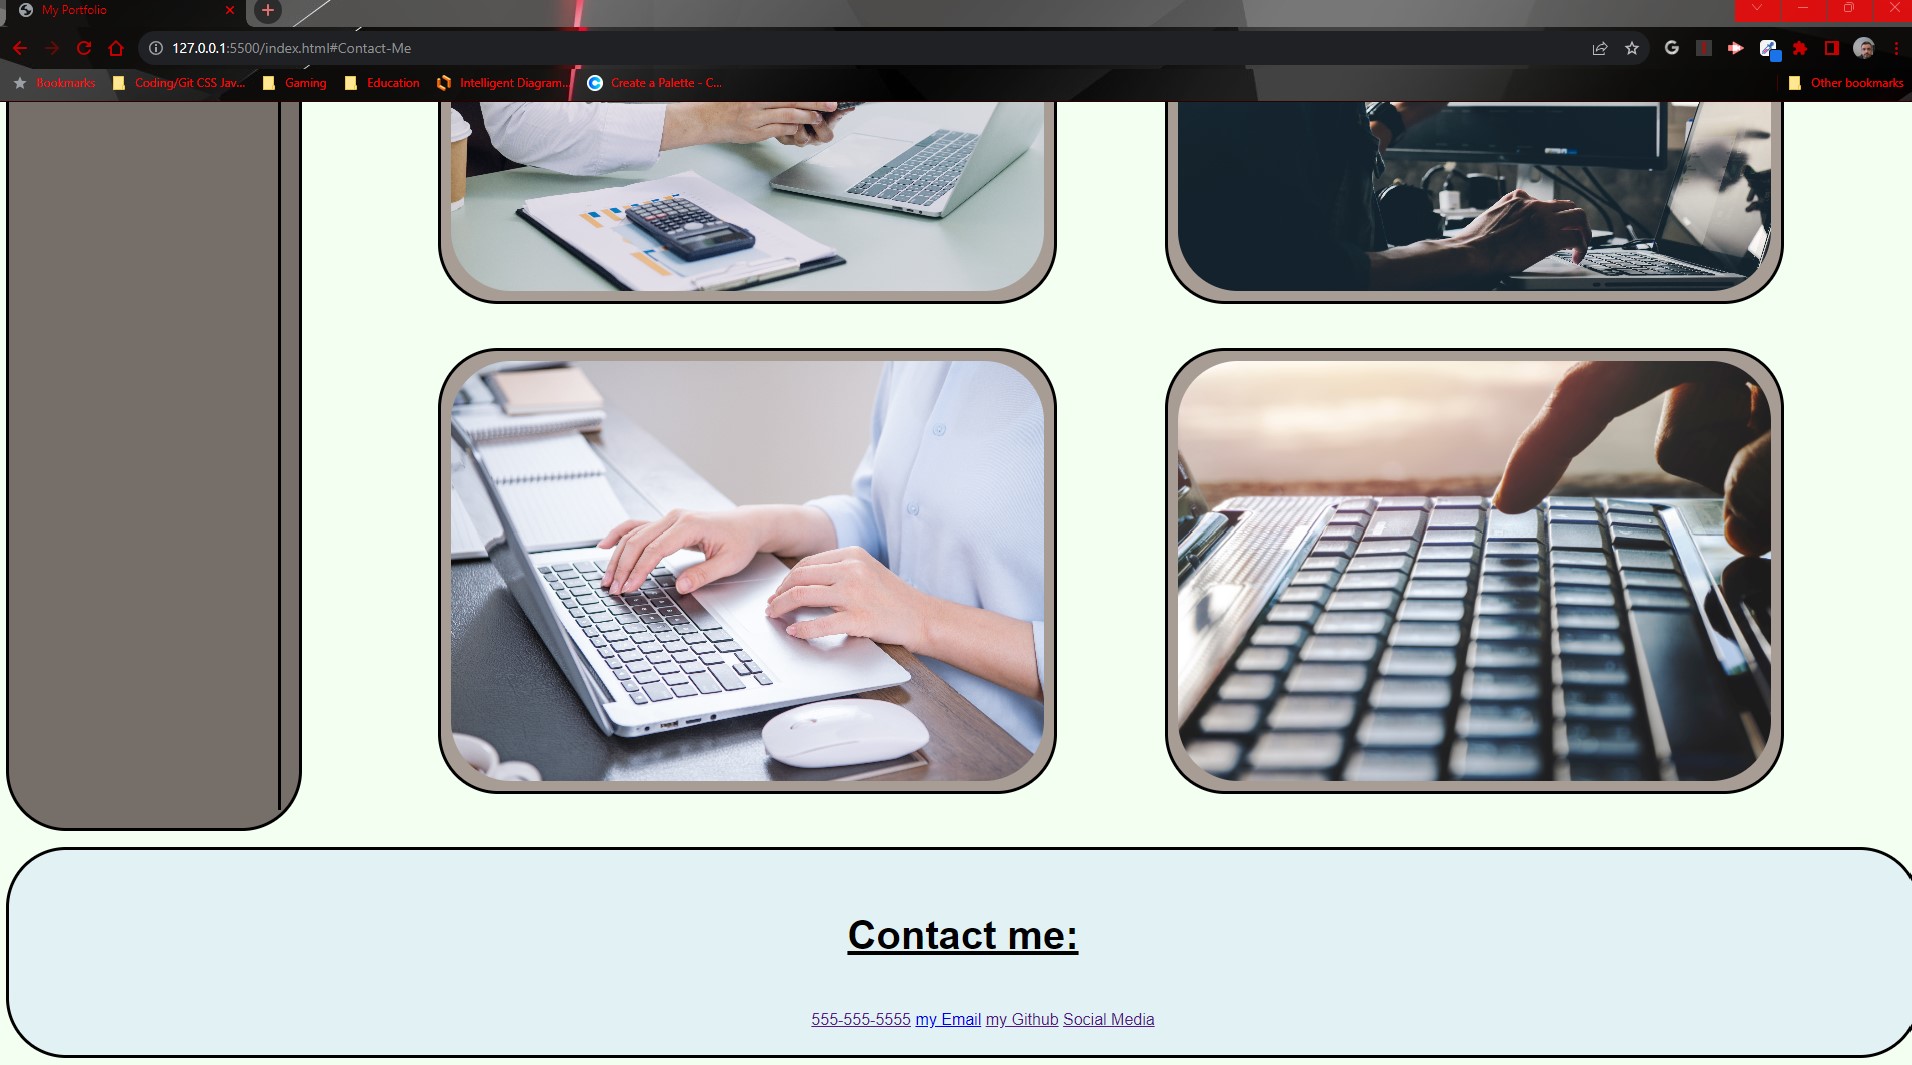 My Portfolio
127.0.0.1:5500/index.html#Contact-Me
Bookmarks Coding/Git CSS Jav... Gaming Education Intelligent Diagram... Create a Palette - C... Other bookmarks
Contact me:
555-555-5555 my Email my Github Social Media